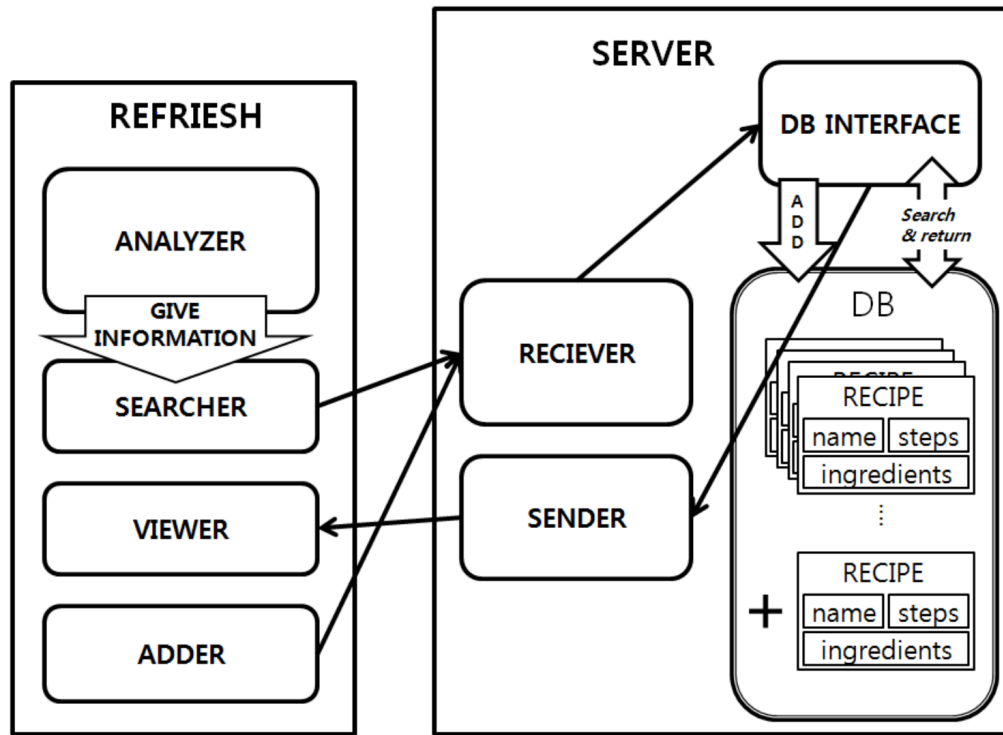 REFRIESH
ANALYZER
GIVE
INFORMATION
SEARCHER
VIEWER
ADDER
SERVER
DB INTERFACE
A
D
D
Search
& return
RECIEVER
SENDER
DB
RECIPE
RECIPE
name
steps
ingredients
+
RECIPE
name
steps
ingredients